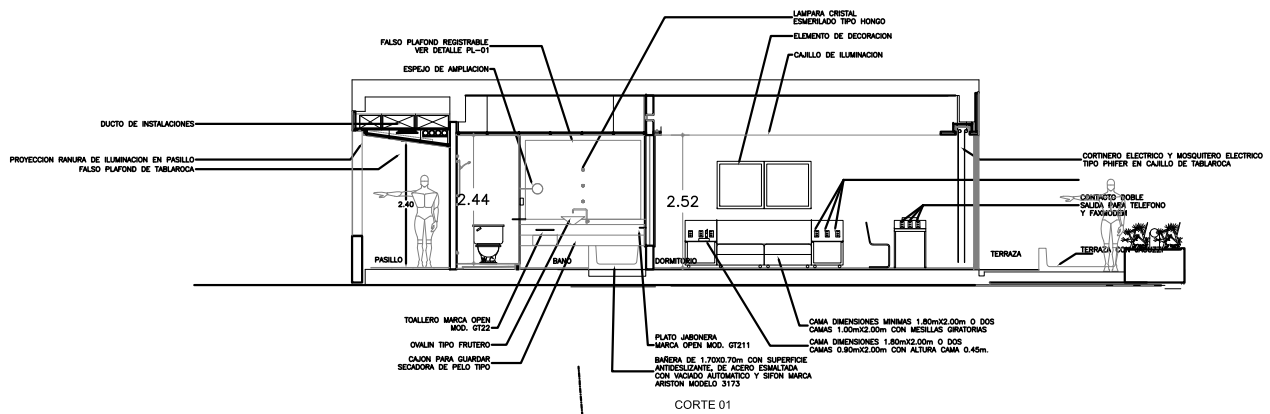 LAMPARA CRISTAL
ESMERILADO TIPO HONGO
ELEMENTO DE DECORACION
FALSO PLAFOND REGISTRABLE
VER DETALLE PL-01
CAJILLO DE ILUMINACION
ESPEJO DE AMPLIACION
DUCTO DE INSTALACIONES
PROYECCION RANURA DE ILUMINACION EN PASILLO
FALSO PLAFOND DE TABLAROCA
CORTINERO ELECTRICO Y MOSQUITERO ELECTRICO
TIPO PHIFER EN CAJILLO DE TABLAROCA
2.40
2.44
2.52
CONTACTO DOBLE
SALIDA PARA TELEFONO
Y FAXMODEM
PASILLO
BANO
DORMITORIO
TERRAZA
TERRAZA CON JACUZZI
TOALLERO MARCA OPEN
MOD. GT22
OVALIN TIPO FRUTERO
CAJON PARA GUARDAR
SECADORA DE PELO TIPO
PLATO JABONERA
MARCA OPEN MOD. GT211
BAÑERA DE 1.70X0.70m CON SUPERFICIE
ANTIDESLIZANTE, DE ACERO ESMALTADA
CON VACIADO AUTOMATICO Y SIFON MARCA
ARISTON MODELO 3173
CAMA DIMENSIONES MINIMAS 1.80mX2.00m O DOS
CAMAS 1.00mX2.00m CON MESILLAS GIRATORIAS
CAMA DIMENSIONES 1.80mX2.00m O DOS
CAMAS 0.90mX2.00m CON ALTURA CAMA 0.45m.
CORTE 01